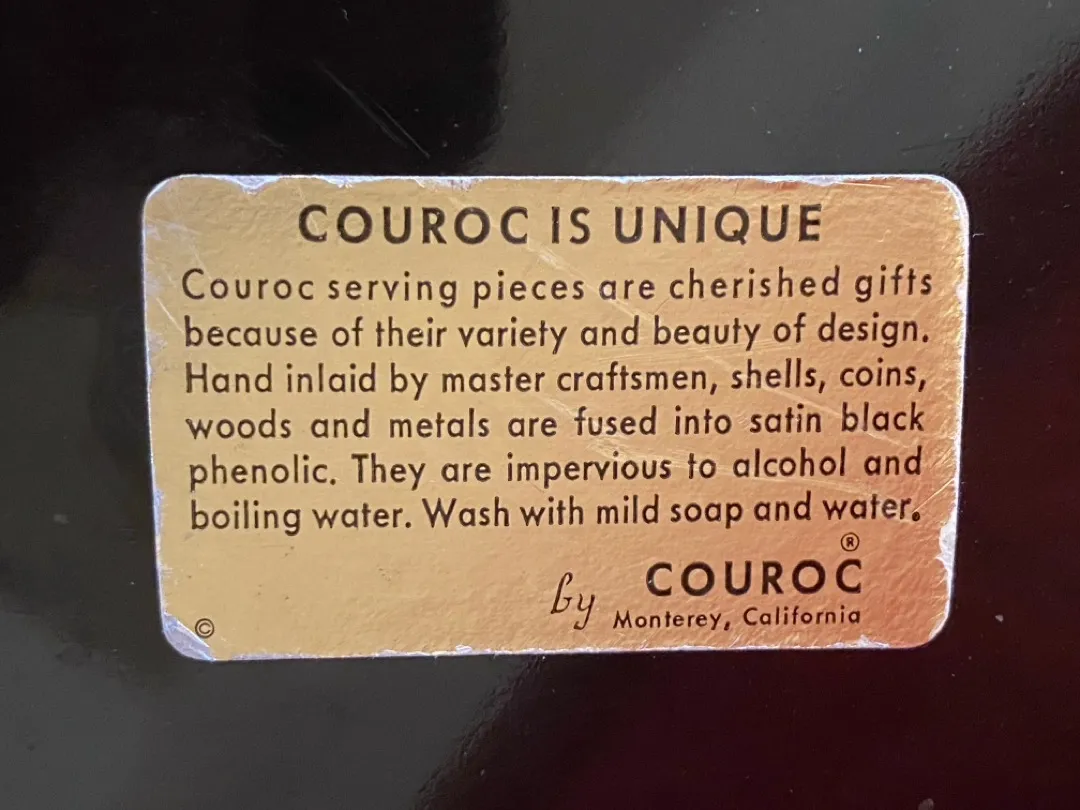 COUROC IS UNIQUE
Couroc serving pieces are cherished gifts
because of their variety and beauty of design.
Hand inlaid by master craftsmen, shells, coins,
woods and metals are fused into satin black
phenolic. They are impervious to alcohol and
boiling water. Wash with mild soap and water.
by COUROC®
Monterey, California
©